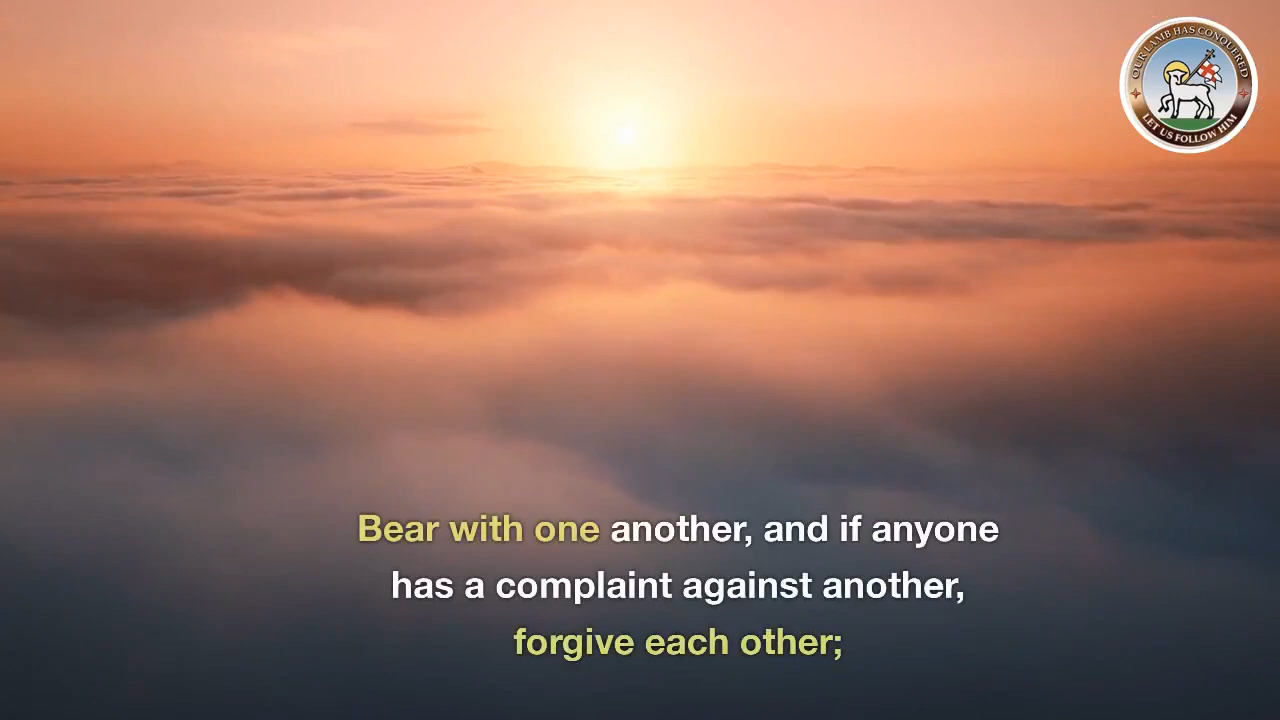 OUR LAMB HAS CONQUERED
LET US FOLLOW HIM
Bear with one another, and if anyone
has a complaint against another,
forgive each other;